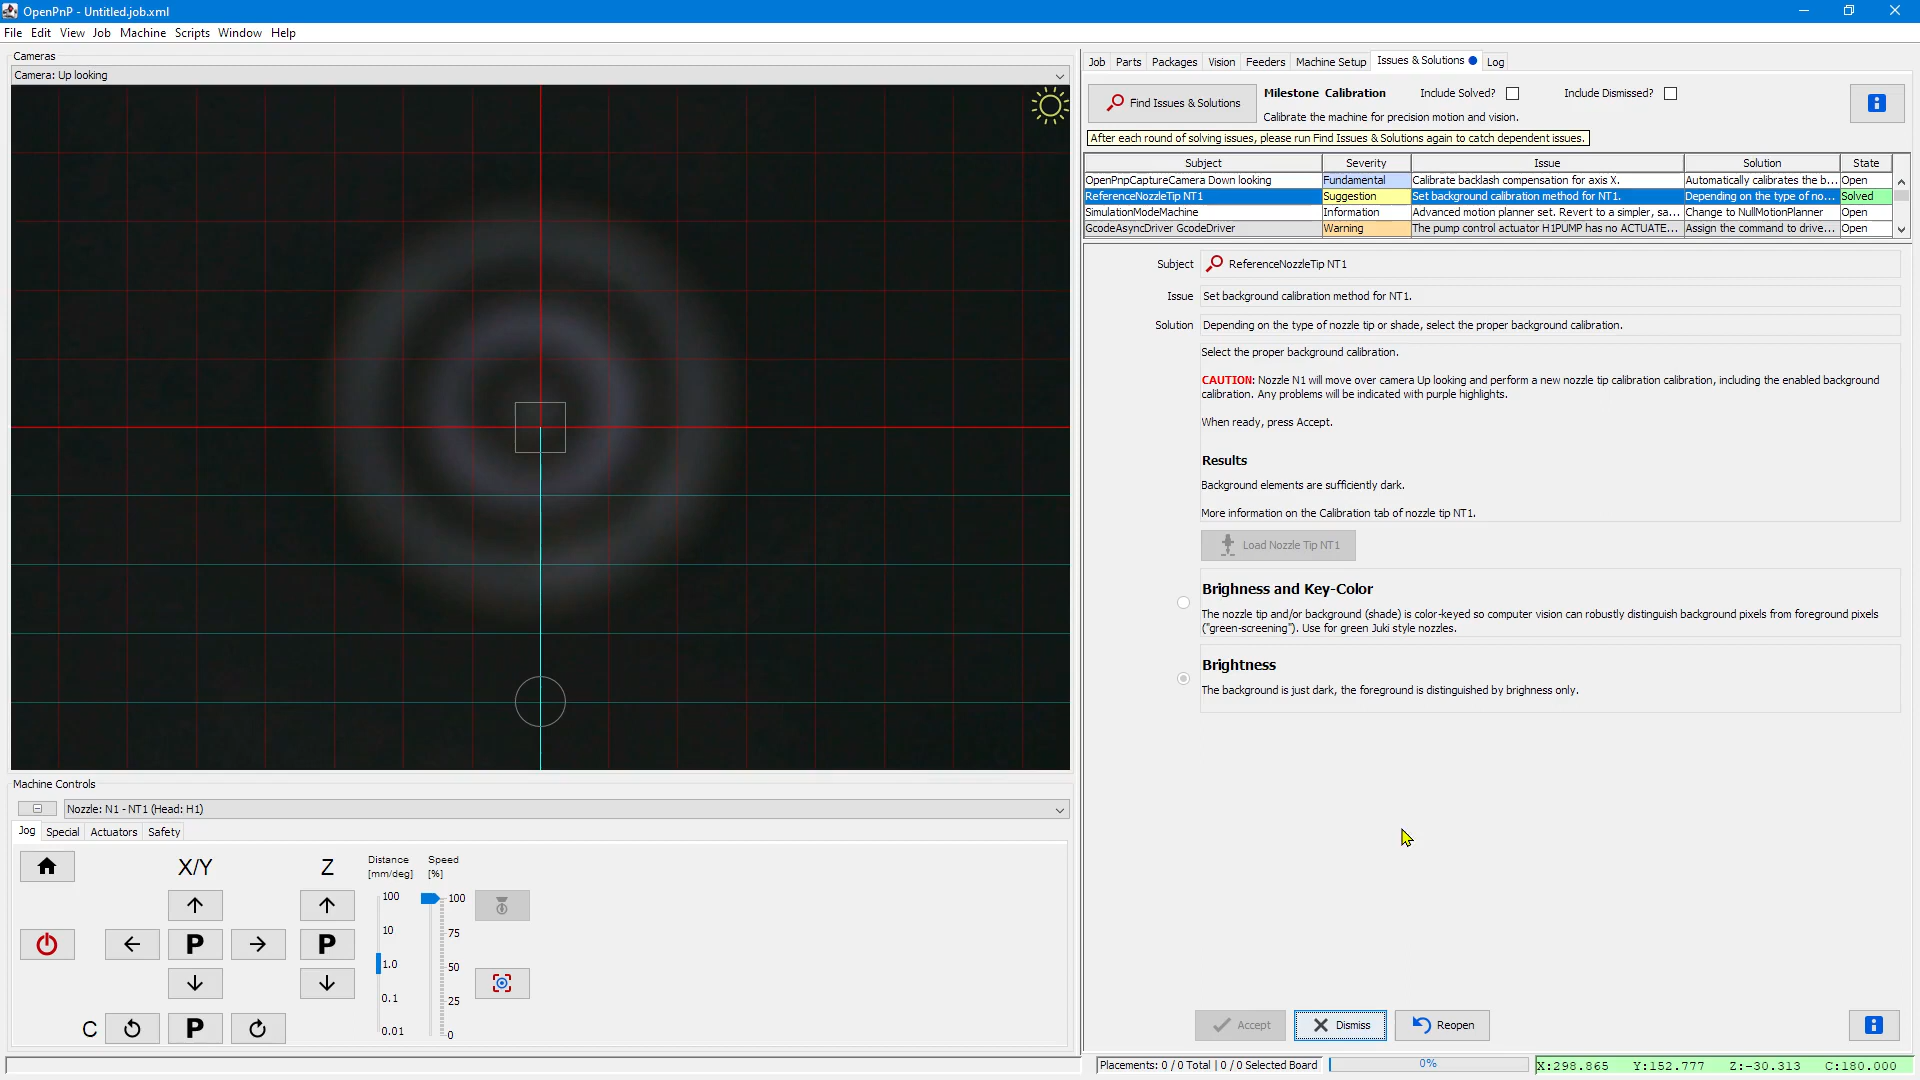 OpenPnP - Untitled.job.xml
File Edit View Job Machine Scripts Window Help
Cameras
Camera: Up looking
Job Parts Packages Vision Feeders Machine Setup Issues & Solutions Log
Find Issues & Solutions
Milestone Calibration
Include Solved?
Include Dismissed?
Calibrate the machine for precision motion and vision.
After each round of solving issues, please run Find Issues & Solutions again to catch dependent issues.
Subject Severity Issue Solution State
OpenPnpCaptureCamera Down looking Fundamental Calibrate backlash compensation for axis X. Automatically calibrates the b... Open
ReferenceNozzleTip NT1 Suggestion Set background calibration method for NT1. Depending on the type of no... Solved
SimulationModeMachine Information Advanced motion planner set. Revert to a simpler, sa... Change to NullMotionPlanner Open
GcodeAsyncDriver GcodeDriver Warning The pump control actuator H1PUMP has no ACTUATE... Assign the command to drive... Open
Subject ReferenceNozzleTip NT1
Issue Set background calibration method for NT1.
Solution Depending on the type of nozzle tip or shade, select the proper background calibration.
Select the proper background calibration.
CAUTION: Nozzle N1 will move over camera Up looking and perform a new nozzle tip calibration calibration, including the enabled background
calibration. Any problems will be indicated with purple highlights.
When ready, press Accept.
Results
Background elements are sufficiently dark.
More information on the Calibration tab of nozzle tip NT1.
Load Nozzle Tip NT1
Brighness and Key-Color
The nozzle tip and/or background (shade) is color-keyed so computer vision can robustly distinguish background pixels from foreground pixels
("green-screening"). Use for green Juki style nozzles.
Brightness
The background is just dark, the foreground is distinguished by brighness only.
Machine Controls
Nozzle: N1 - NT1 (Head: H1)
Jog Special Actuators Safety
X/Y Z
Distance
[mm/deg]
Speed
[%]
100
10
1.0
0.1
0.01
100
75
50
25
0
P P
C P
Accept Dismiss Reopen
Placements: 0 / 0 Total | 0 / 0 Selected Board 0% X:298.865 Y:152.777 Z:-30.313 C:180.000